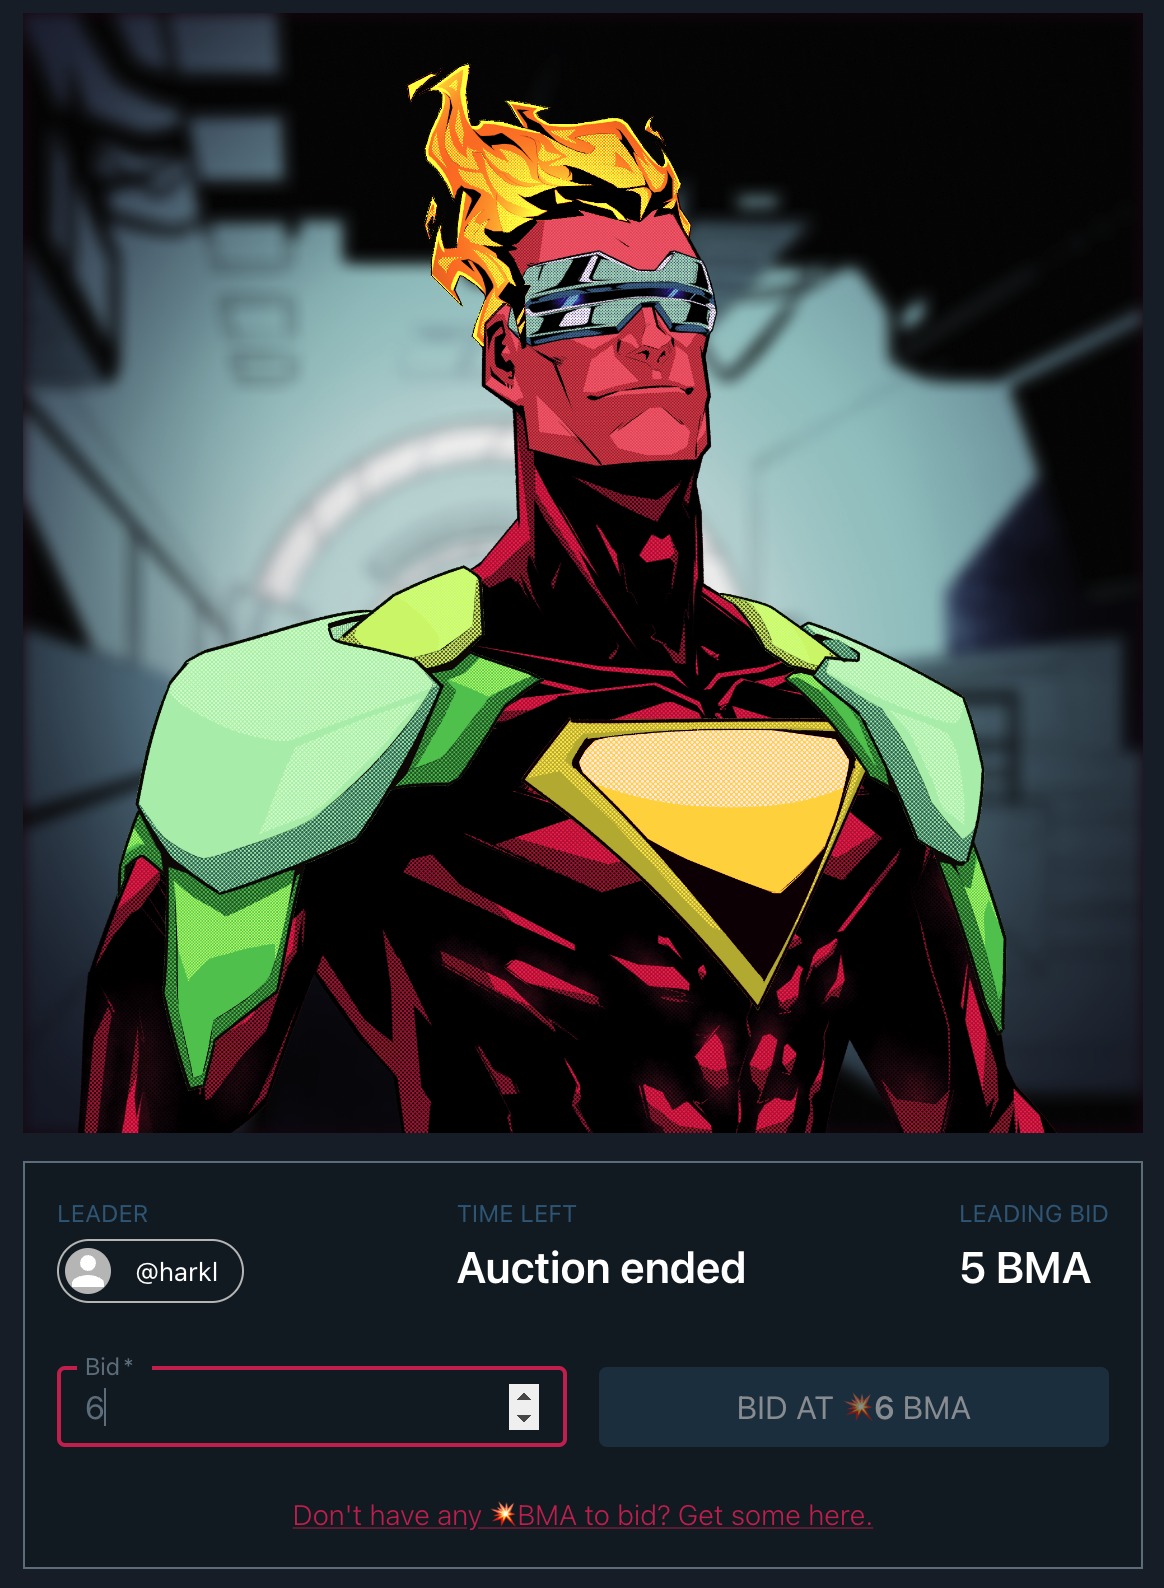 LEADER
TIME LEFT
LEADING BID
@harkl
Auction ended
5 BMA
Bid *
6
BID AT 💥6 BMA
Don't have any 💥BMA to bid? Get some here.